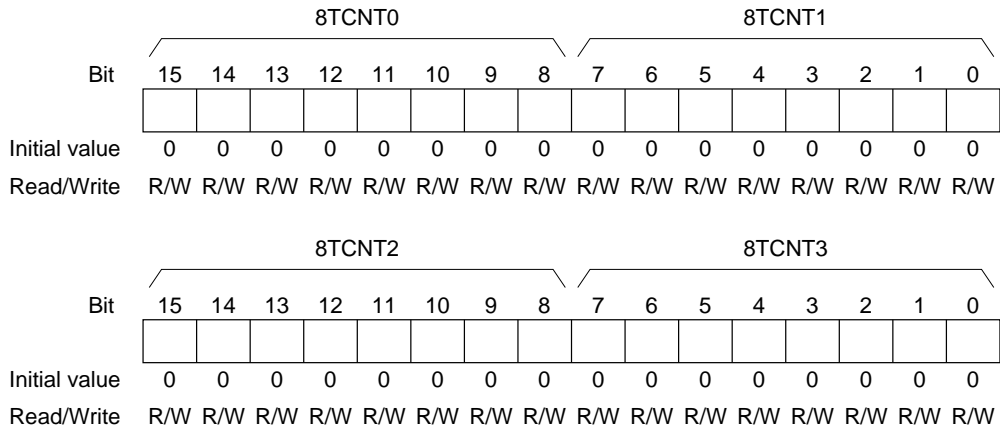 8TCNT0 8TCNT1
Bit 15 14 13 12 11 10 9 8 7 6 5 4 3 2 1 0
Initial value 0 0 0 0 0 0 0 0 0 0 0 0 0 0 0 0
Read/Write R/W R/W R/W R/W R/W R/W R/W R/W R/W R/W R/W R/W R/W R/W R/W R/W
8TCNT2 8TCNT3
Bit 15 14 13 12 11 10 9 8 7 6 5 4 3 2 1 0
Initial value 0 0 0 0 0 0 0 0 0 0 0 0 0 0 0 0
Read/Write R/W R/W R/W R/W R/W R/W R/W R/W R/W R/W R/W R/W R/W R/W R/W R/W